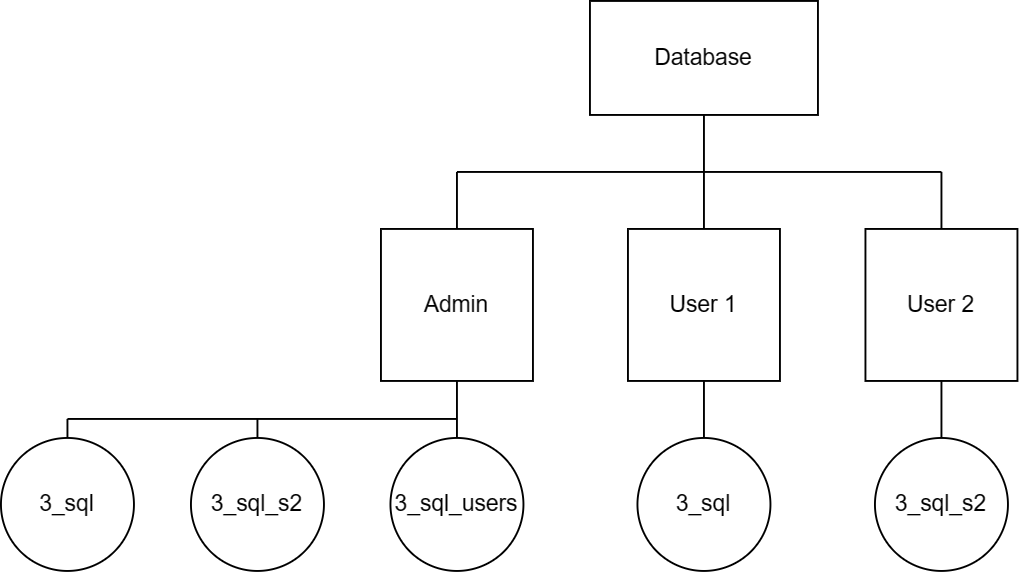 Database
Admin
User 1
User 2
3_sql
3_sql_s2
3_sql_users
3_sql
3_sql_s2